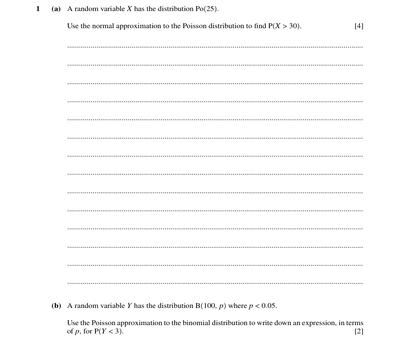 1 (a) A random variable X has the distribution Po(25).
Use the normal approximation to the Poisson distribution to find P(X > 30). [4]
(b) A random variable Y has the distribution B(100, p) where p < 0.05.
Use the Poisson approximation to the binomial distribution to write down an expression, in terms
of p, for P(Y < 3). [2]